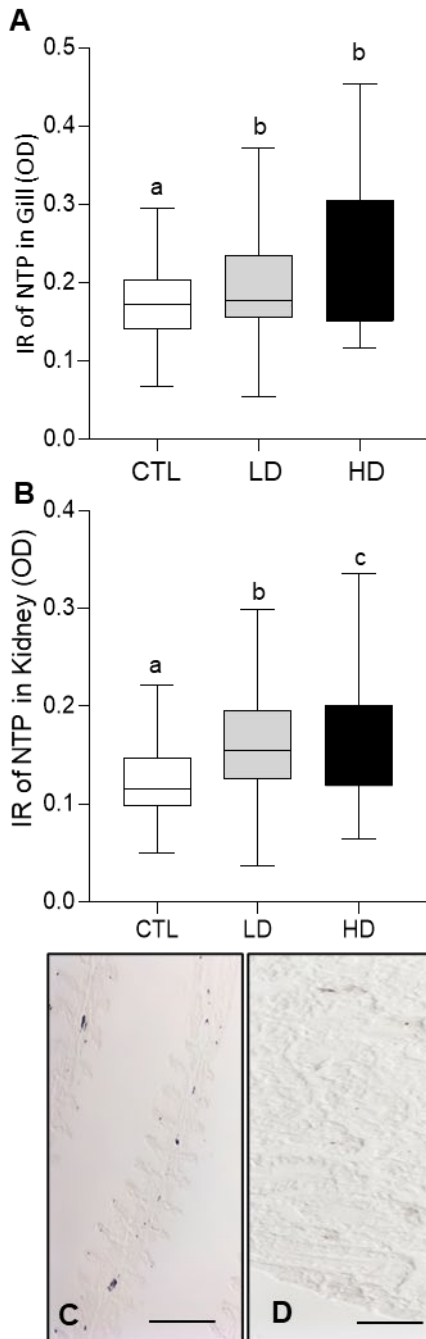 A
0.5
b
0.4
b
a
0.3
0.2
0.1
0.0
IR of NTP in Gill (OD)
CTL LD HD
B
0.4
c
b
0.3
a
0.2
0.1
0.0
IR of NTP in Kidney (OD)
CTL LD HD
C D